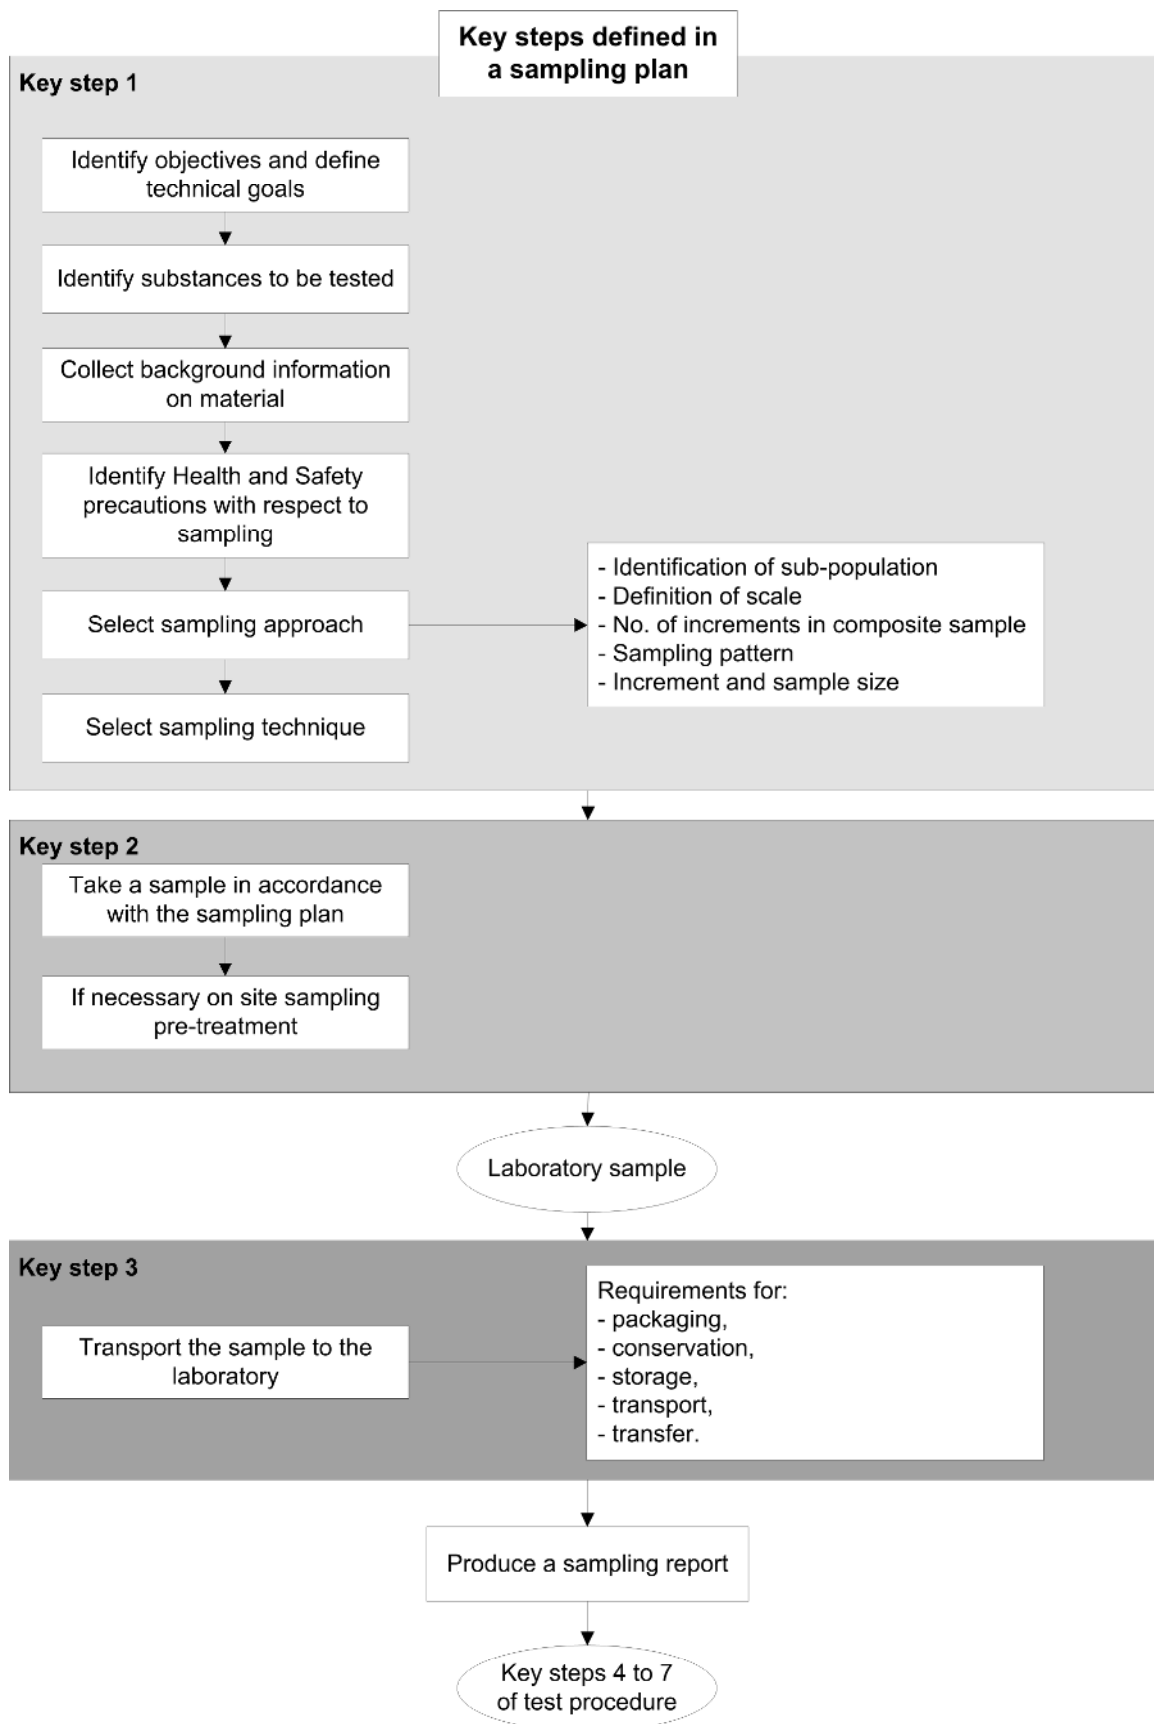 Key steps defined in
a sampling plan
Key step 1
Identify objectives and define
technical goals
Identify substances to be tested
Collect background information
on material
Identify Health and Safety
precautions with respect to
sampling
Select sampling approach
- Identification of sub-population
- Definition of scale
- No. of increments in composite sample
- Sampling pattern
- Increment and sample size
Select sampling technique
Key step 2
Take a sample in accordance
with the sampling plan
If necessary on site sampling
pre-treatment
Laboratory sample
Key step 3
Transport the sample to the
laboratory
Requirements for:
- packaging,
- conservation,
- storage,
- transport,
- transfer.
Produce a sampling report
Key steps 4 to 7
of test procedure